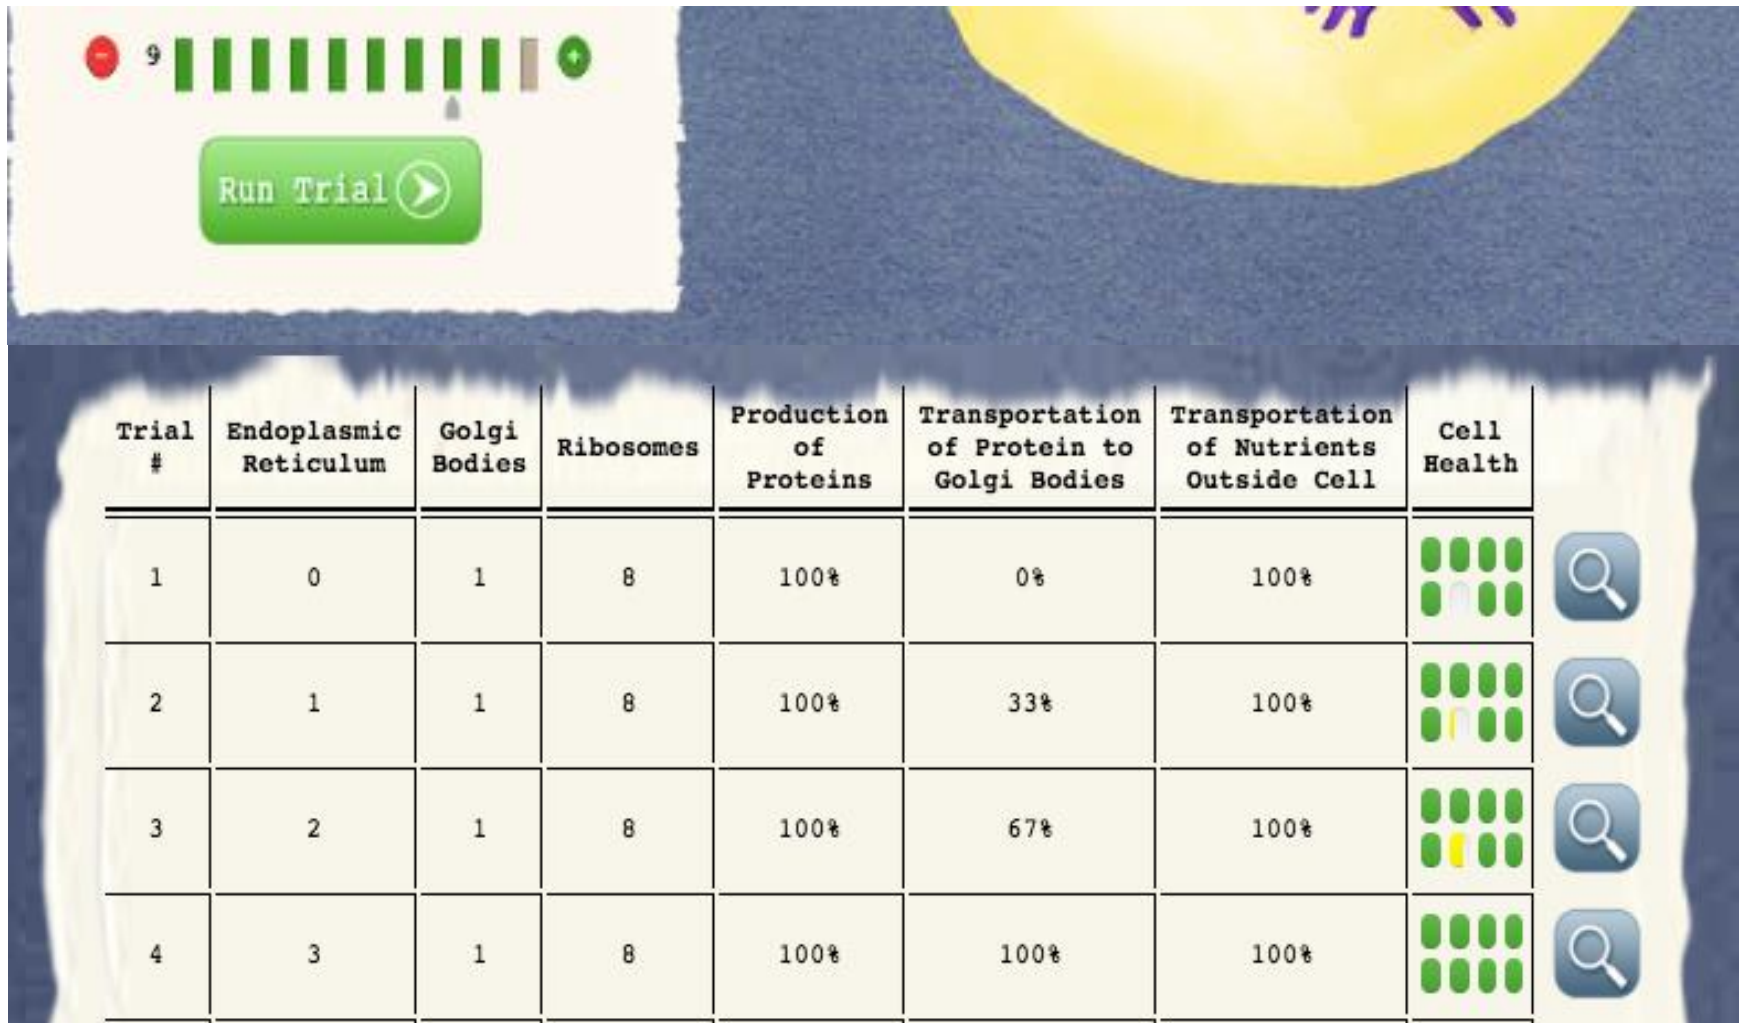 9
Run Trial
Trial # Endoplasmic Reticulum Golgi Bodies Ribosomes Production of Proteins Transportation of Protein to Golgi Bodies Transportation of Nutrients Outside Cell Cell Health
1 0 1 8 100% 0% 100%
2 1 1 8 100% 33% 100%
3 2 1 8 100% 67% 100%
4 3 1 8 100% 100% 100%